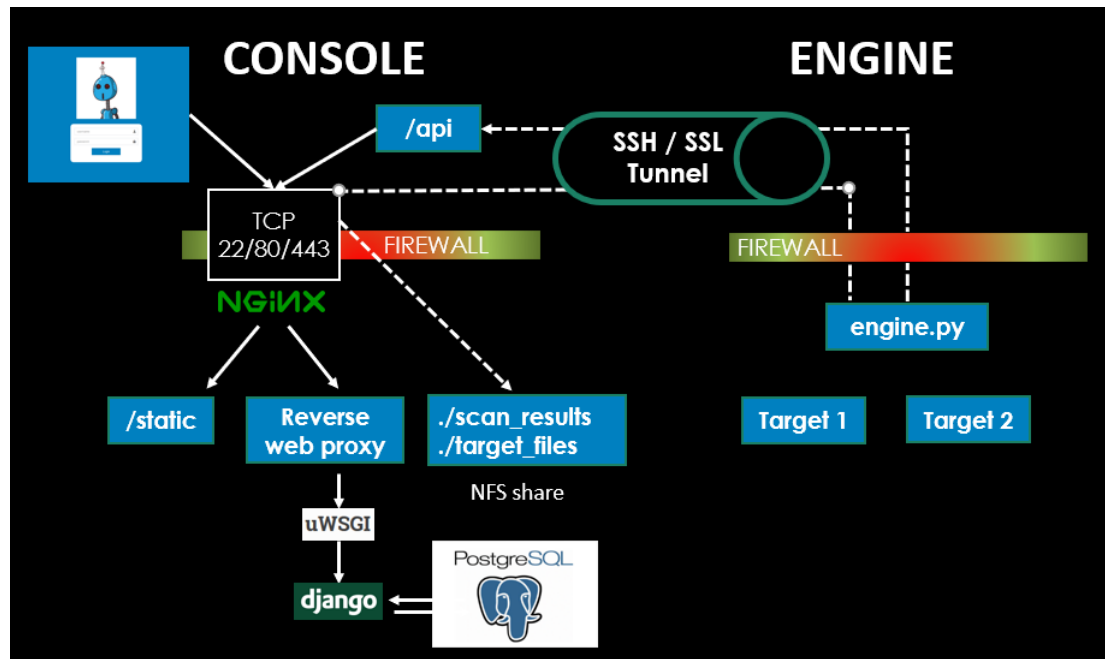 CONSOLE
ENGINE
/api
SSH / SSL
Tunnel
TCP
22/80/443
FIREWALL
FIREWALL
NGiNX
engine.py
/static
Reverse
web proxy
./scan_results
./target_files
Target 1
Target 2
NFS share
uWSGI
PostgreSQL
django